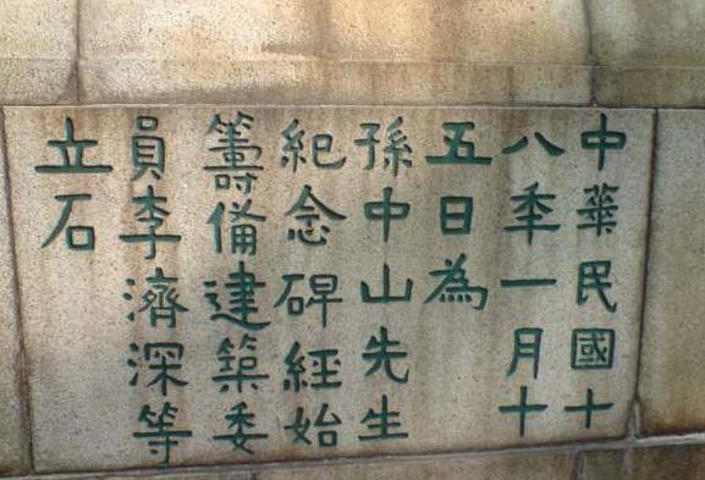 中華民國十
八秊一月十
五日為
孫中山先生
紀念碑經始
籌俻建築委
員李濟深等
立石